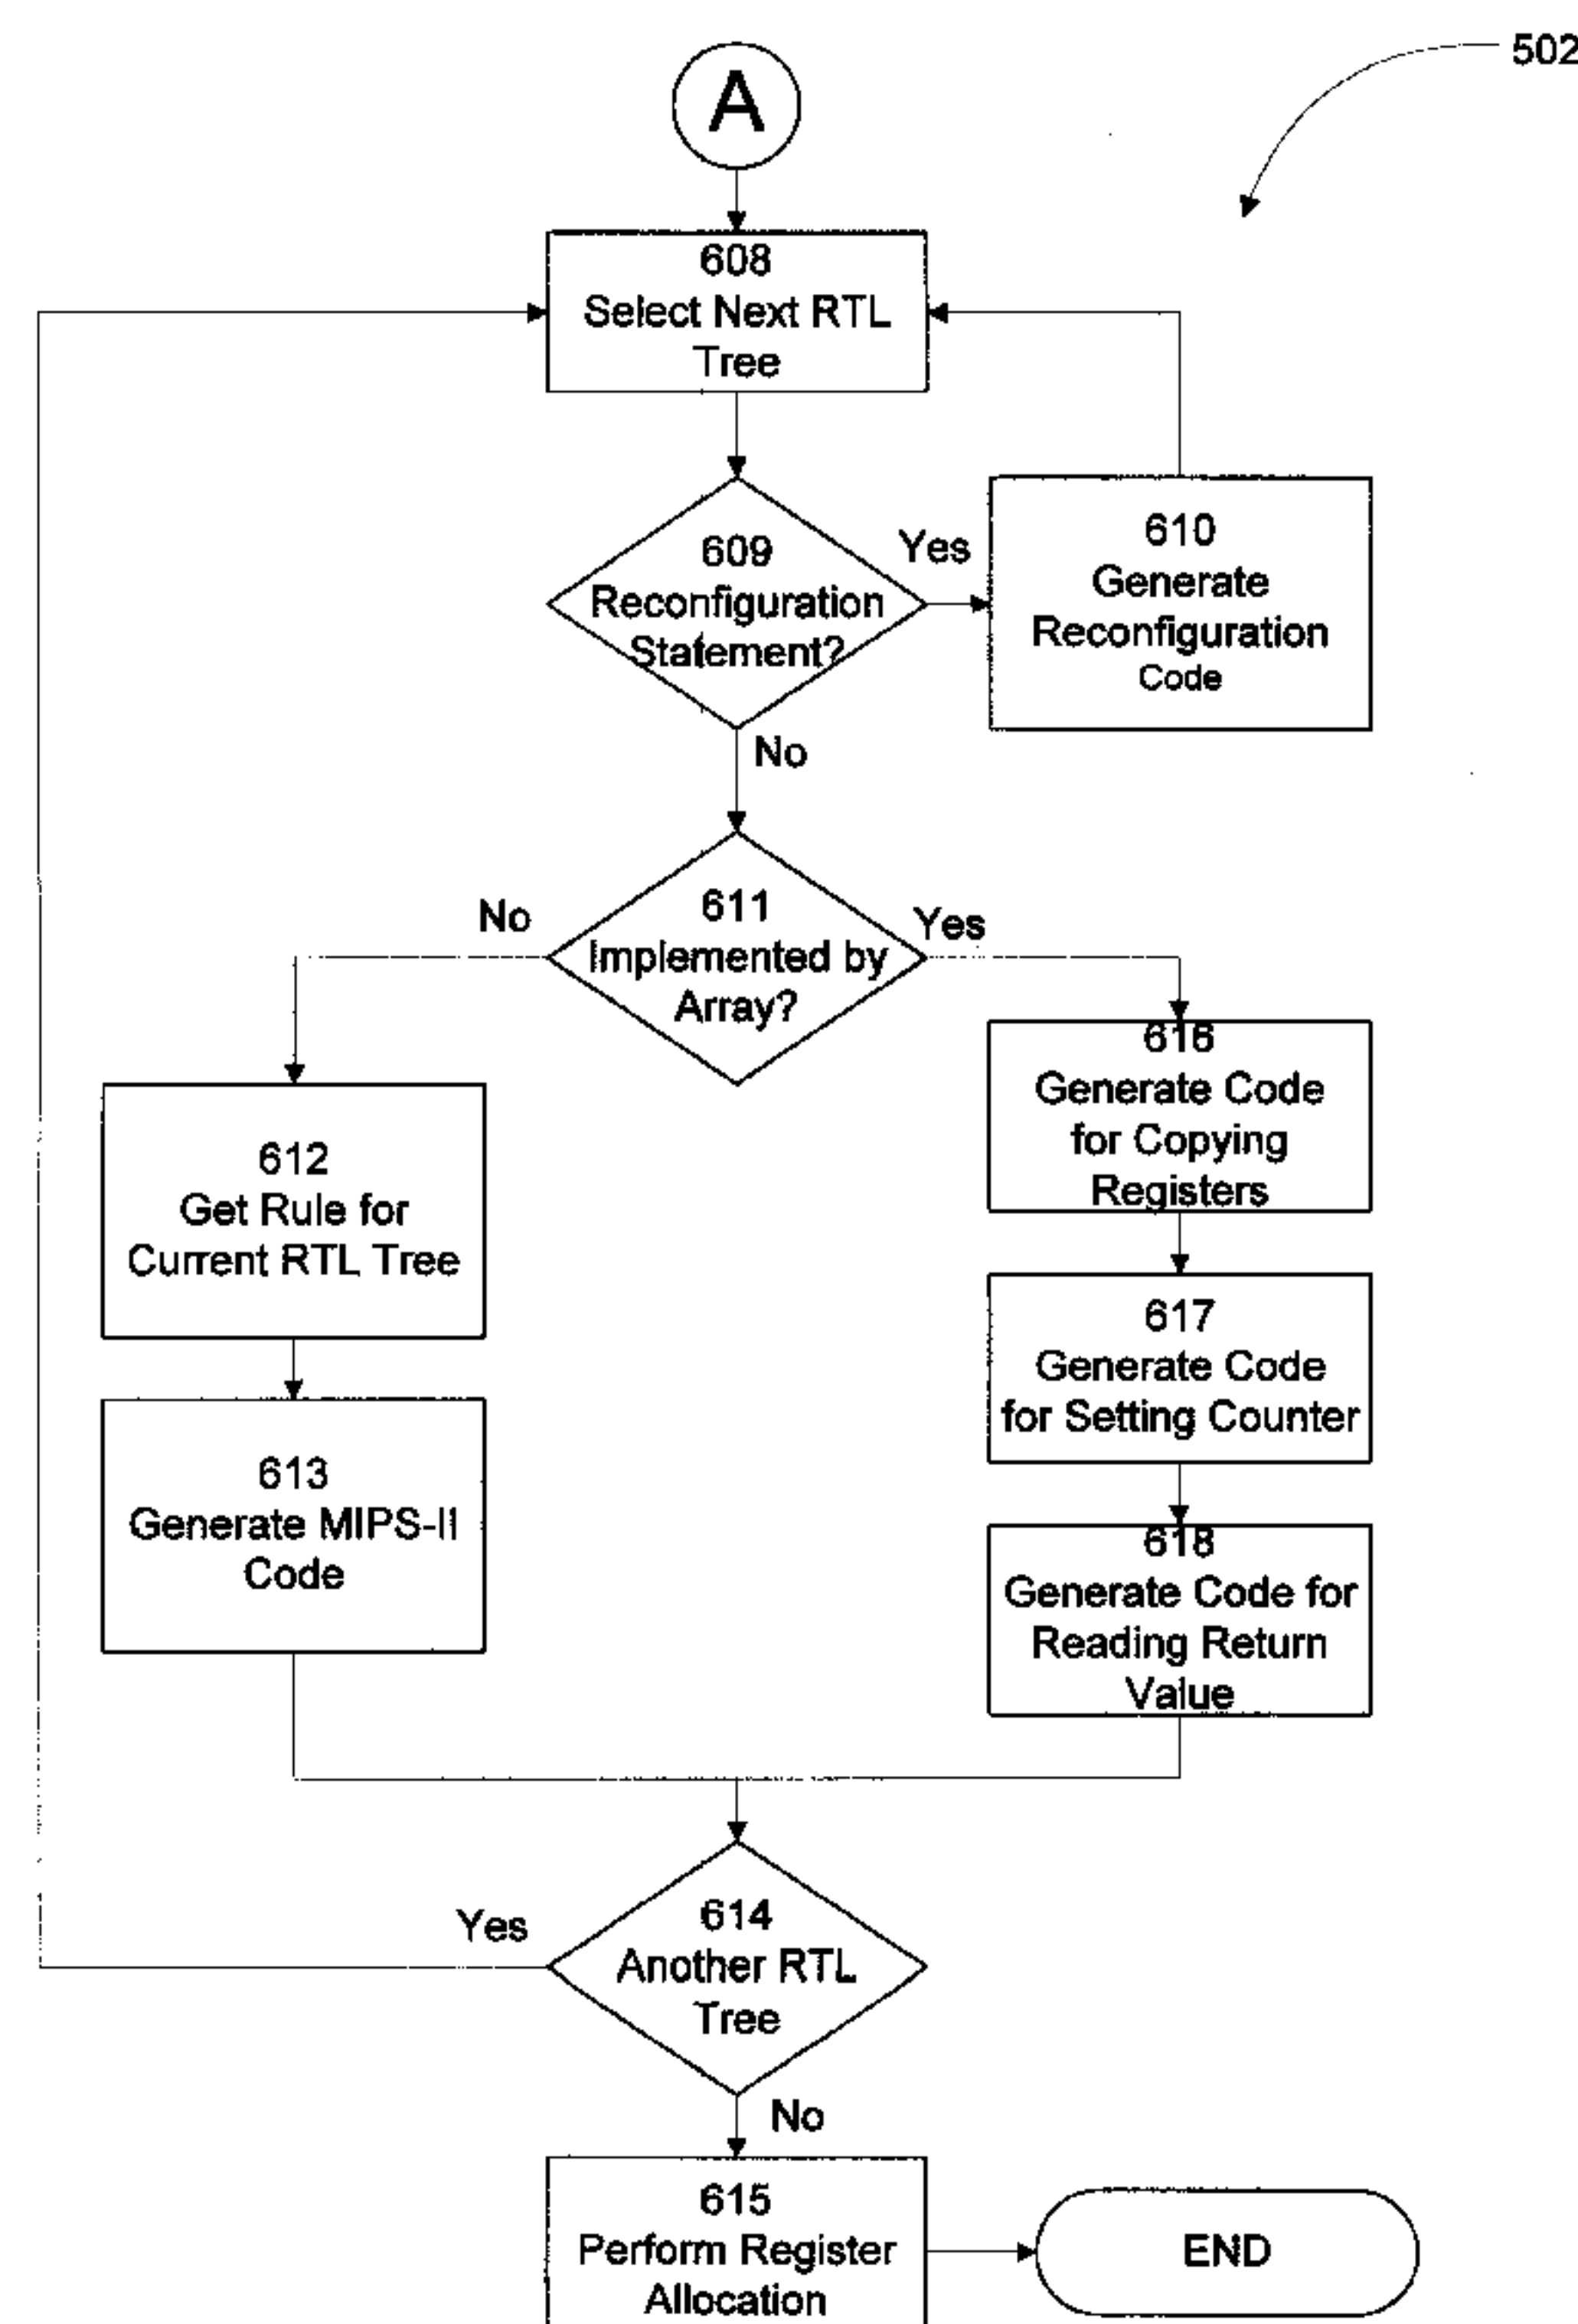 A
502
608
Select Next RTL
Tree
609
Reconfiguration
Statement?
Yes
610
Generate
Reconfiguration
Code
No
611
Implemented by
Array?
No
Yes
612
Get Rule for
Current RTL Tree
613
Generate MIPS-II
Code
616
Generate Code
for Copying
Registers
617
Generate Code
for Setting Counter
618
Generate Code for
Reading Return
Value
614
Another RTL
Tree
Yes
No
615
Perform Register
Allocation
END